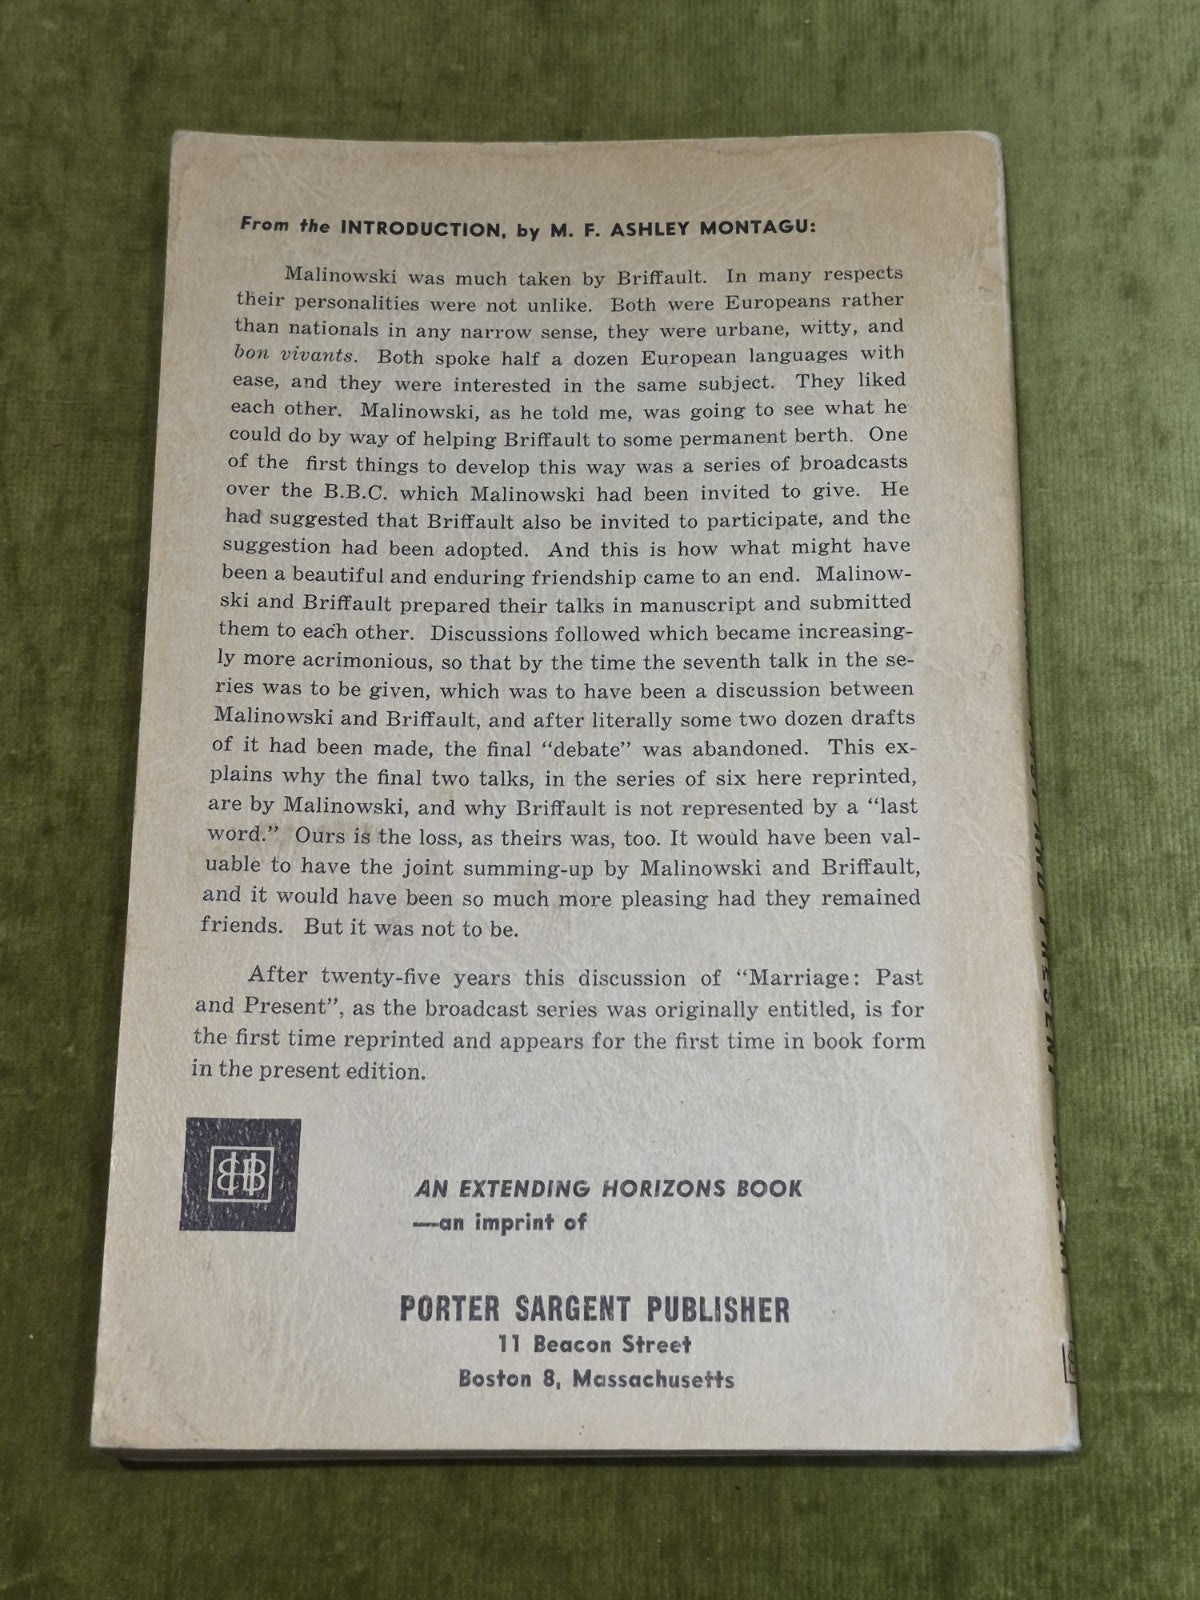 From the INTRODUCTION, by M. F. ASHLEY MONTAGU:
Malinowski was much taken by Briffault. In many respects
their personalities were not unlike. Both were Europeans rather
than nationals in any narrow sense, they were urbane, witty, and
bon vivants. Both spoke half a dozen European languages with
ease, and they were interested in the same subject. They liked
each other. Malinowski, as he told me, was going to see what he
could do by way of helping Briffault to some permanent berth. One
of the first things to develop this way was a series of broadcasts
over the B.B.C. which Malinowski had been invited to give. He
had suggested that Briffault also be invited to participate, and the
suggestion had been adopted. And this is how what might have
been a beautiful and enduring friendship came to an end. Malinow-
ski and Briffault prepared their talks in manuscript and submitted
them to each other. Discussions followed which became increasing-
ly more acrimonious, so that by the time the seventh talk in the se-
ries was to be given, which was to have been a discussion between
Malinowski and Briffault, and after literally some two dozen drafts
of it had been made, the final “debate” was abandoned. This ex-
plains why the final two talks, in the series of six here reprinted,
are by Malinowski, and why Briffault is not represented by a “last
word.” Ours is the loss, as theirs was, too. It would have been val-
uable to have the joint summing-up by Malinowski and Briffault,
and it would have been so much more pleasing had they remained
friends. But it was not to be.
After twenty-five years this discussion of “Marriage: Past
and Present”, as the broadcast series was originally entitled, is for
the first time reprinted and appears for the first time in book form
in the present edition.
AN EXTENDING HORIZONS BOOK
—an imprint of
PORTER SARGENT PUBLISHER
11 Beacon Street
Boston 8, Massachusetts
AND PRESENT